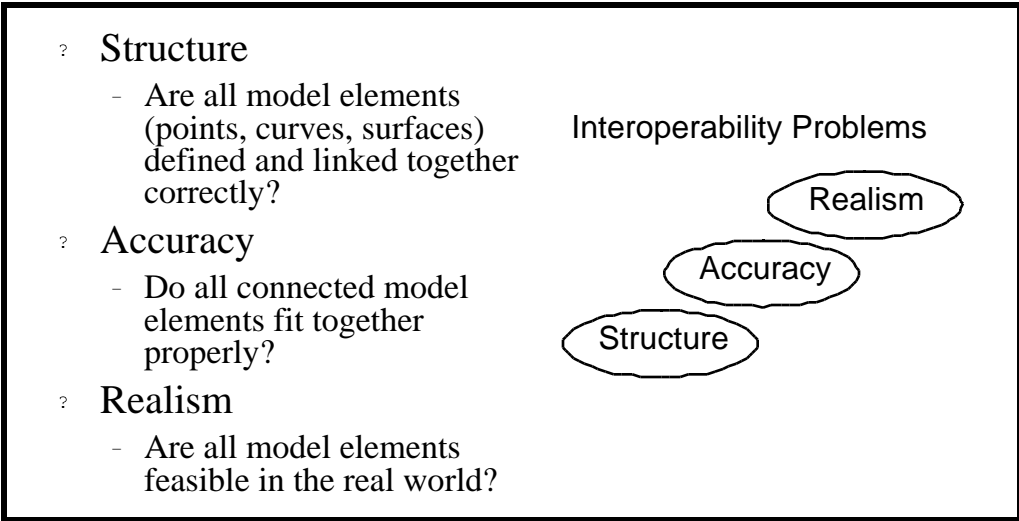 ? Structure
- Are all model elements
(points, curves, surfaces)
defined and linked together
correctly?
? Accuracy
- Do all connected model
elements fit together
properly?
? Realism
- Are all model elements
feasible in the real world?
Interoperability Problems
Realism
Accuracy
Structure